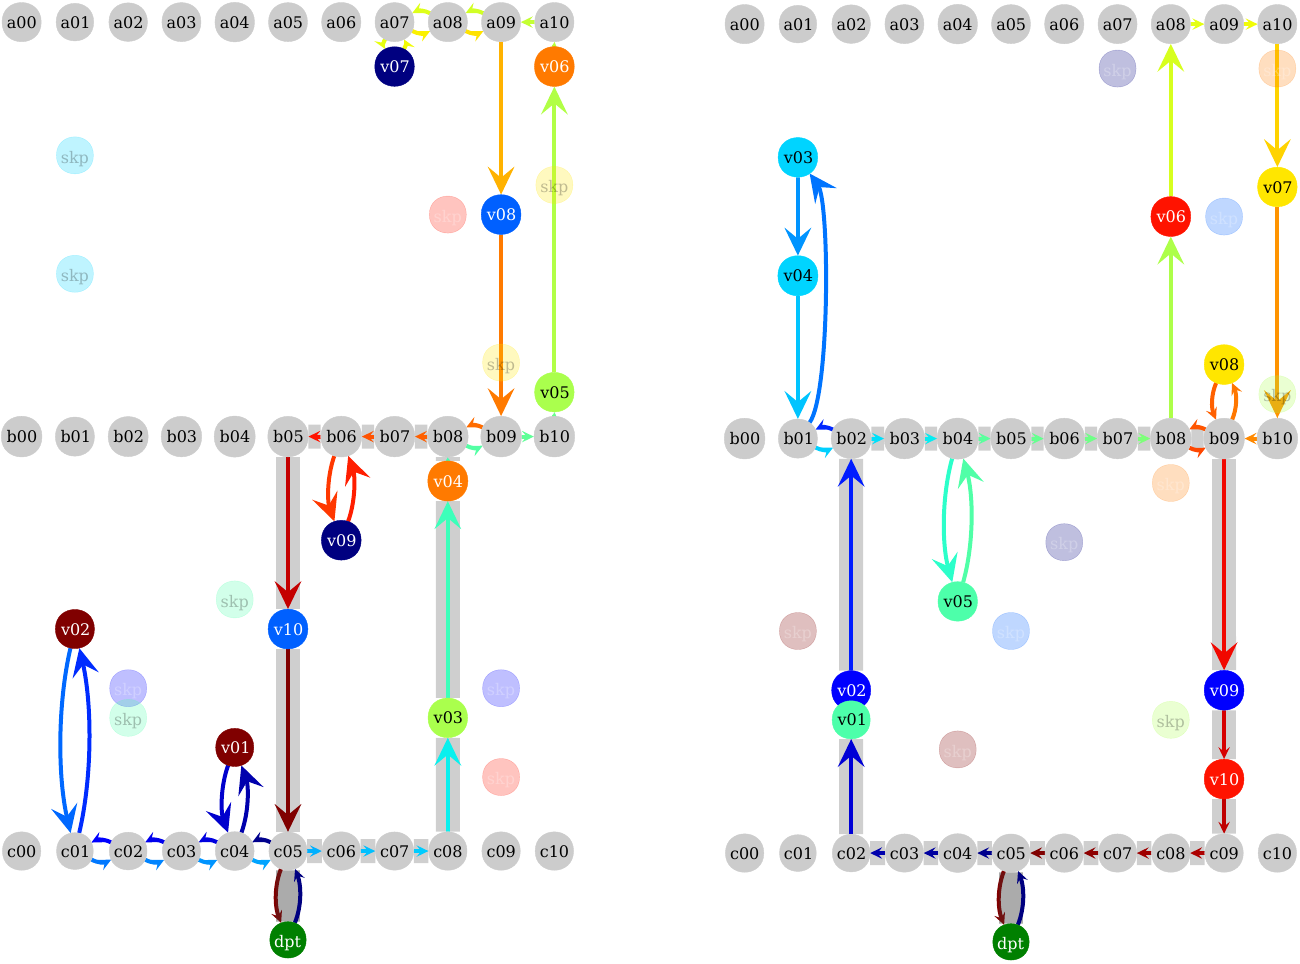 a00 a01 a02 a03 a04 a05 a06 a07 a08 a09 a10
v07 v06
skp
skp
skp v08
skp
skp
v05
b00 b01 b02 b03 b04 b05 b06 b07 b08 b09 b10
v04
v09
skp
v02 v10
skp skp
skp v03
v01
skp
c00 c01 c02 c03 c04 c05 c06 c07 c08 c09 c10
dpt
a00 a01 a02 a03 a04 a05 a06 a07 a08 a09 a10
skp skp
v03
v07
v06 skp
v04
v08
skp
b00 b01 b02 b03 b04 b05 b06 b07 b08 b09 b10
skp
skp
v05
skp skp
v02 v09
v01 skp
skp
v10
c00 c01 c02 c03 c04 c05 c06 c07 c08 c09 c10
dpt